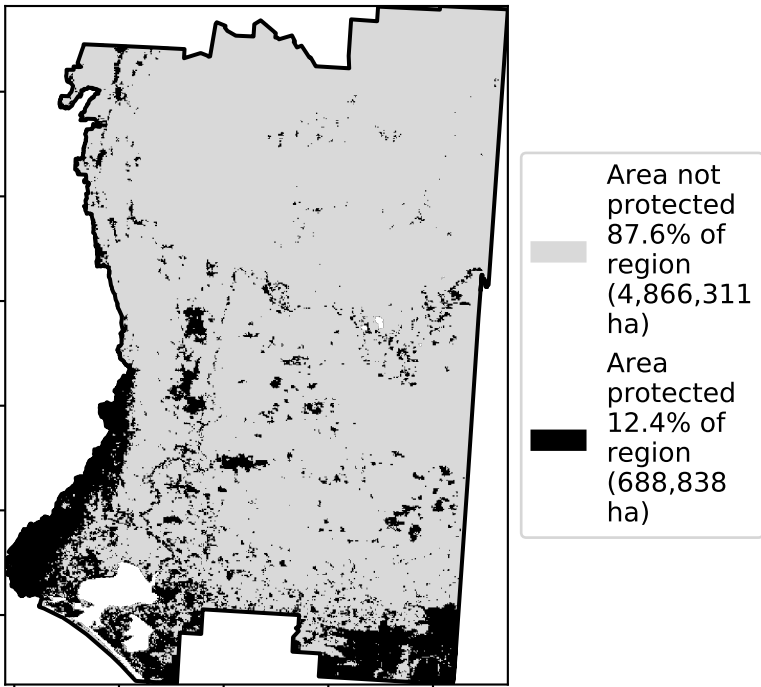 Area not
protected
87.6% of
region
(4,866,311
ha)
Area
protected
12.4% of
region
(688,838
ha)